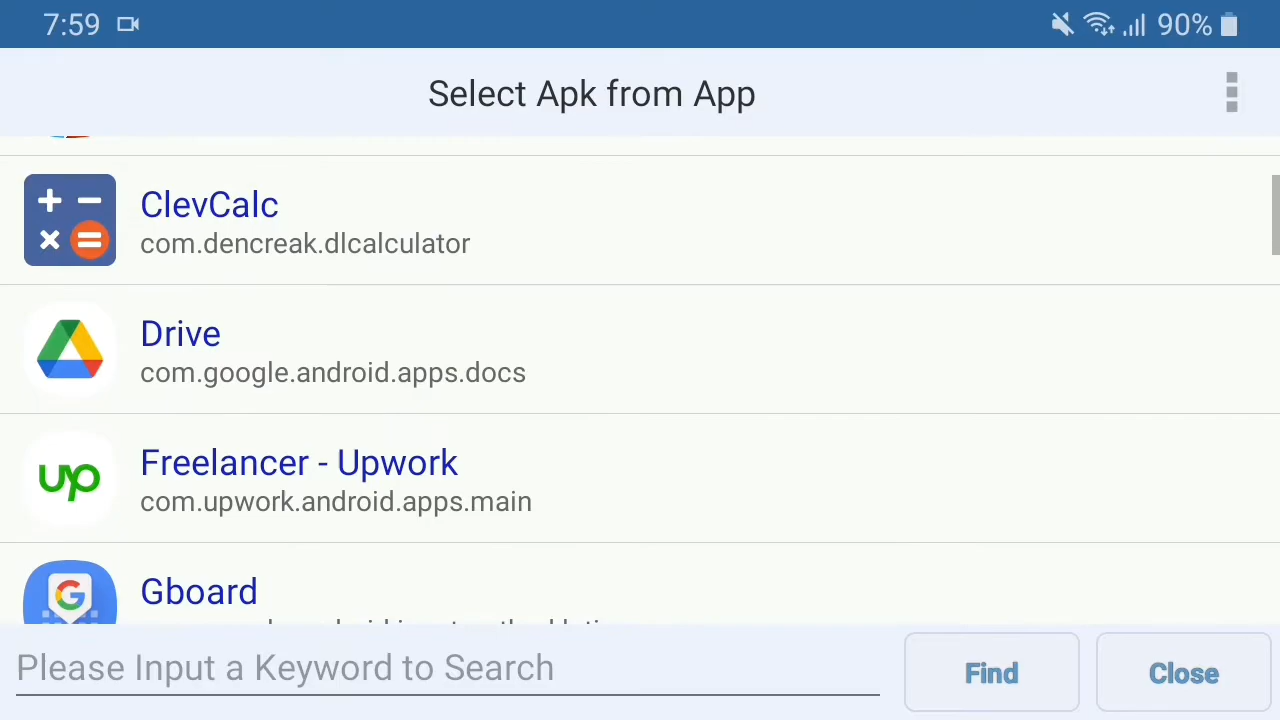 7:59
90%
Select Apk from App
ClevCalc
com.dencreak.dlcalculator
Drive
com.google.android.apps.docs
up
Freelancer - Upwork
com.upwork.android.apps.main
G
Gboard
Please Input a Keyword to Search
Find
Close